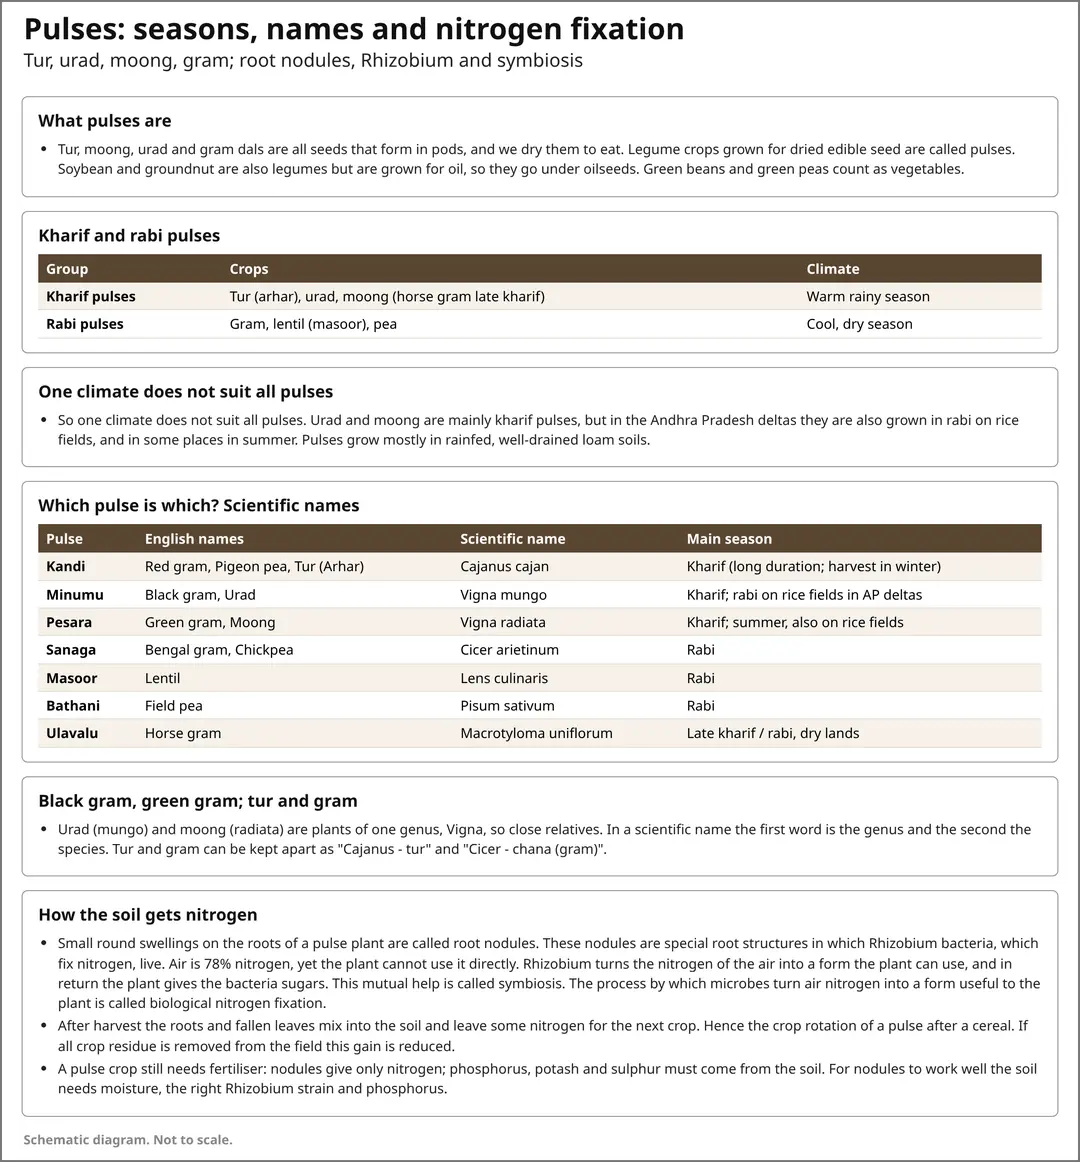 Pulses: seasons, names and nitrogen fixation
Tur, urad, moong, gram; root nodules, Rhizobium and symbiosis
What pulses are
• Tur, moong, urad and gram dals are all seeds that form in pods, and we dry them to eat. Legume crops grown for dried edible seed are called pulses.
Soybean and groundnut are also legumes but are grown for oil, so they go under oilseeds. Green beans and green peas count as vegetables.
Kharif and rabi pulses
Group Crops Climate
Kharif pulses Tur (arhar), urad, moong (horse gram late kharif) Warm rainy season
Rabi pulses Gram, lentil (masoor), pea Cool, dry season
One climate does not suit all pulses
• So one climate does not suit all pulses. Urad and moong are mainly kharif pulses, but in the Andhra Pradesh deltas they are also grown in rabi on rice
fields, and in some places in summer. Pulses grow mostly in rainfed, well-drained loam soils.
Which pulse is which? Scientific names
Pulse English names Scientific name Main season
Kandi Red gram, Pigeon pea, Tur (Arhar) Cajanus cajan Kharif (long duration; harvest in winter)
Minumu Black gram, Urad Vigna mungo Kharif; rabi on rice fields in AP deltas
Pesara Green gram, Moong Vigna radiata Kharif; summer, also on rice fields
Sanaga Bengal gram, Chickpea Cicer arietinum Rabi
Masoor Lentil Lens culinaris Rabi
Bathani Field pea Pisum sativum Rabi
Ulavalu Horse gram Macrotyloma uniflorum Late kharif / rabi, dry lands
Black gram, green gram; tur and gram
• Urad (mungo) and moong (radiata) are plants of one genus, Vigna, so close relatives. In a scientific name the first word is the genus and the second the
species. Tur and gram can be kept apart as "Cajanus - tur" and "Cicer - chana (gram)".
How the soil gets nitrogen
• Small round swellings on the roots of a pulse plant are called root nodules. These nodules are special root structures in which Rhizobium bacteria, which
fix nitrogen, live. Air is 78% nitrogen, yet the plant cannot use it directly. Rhizobium turns the nitrogen of the air into a form the plant can use, and in
return the plant gives the bacteria sugars. This mutual help is called symbiosis. The process by which microbes turn air nitrogen into a form useful to the
plant is called biological nitrogen fixation.
• After harvest the roots and fallen leaves mix into the soil and leave some nitrogen for the next crop. Hence the crop rotation of a pulse after a cereal. If
all crop residue is removed from the field this gain is reduced.
• A pulse crop still needs fertiliser: nodules give only nitrogen; phosphorus, potash and sulphur must come from the soil. For nodules to work well the soil
needs moisture, the right Rhizobium strain and phosphorus.
Schematic diagram. Not to scale.